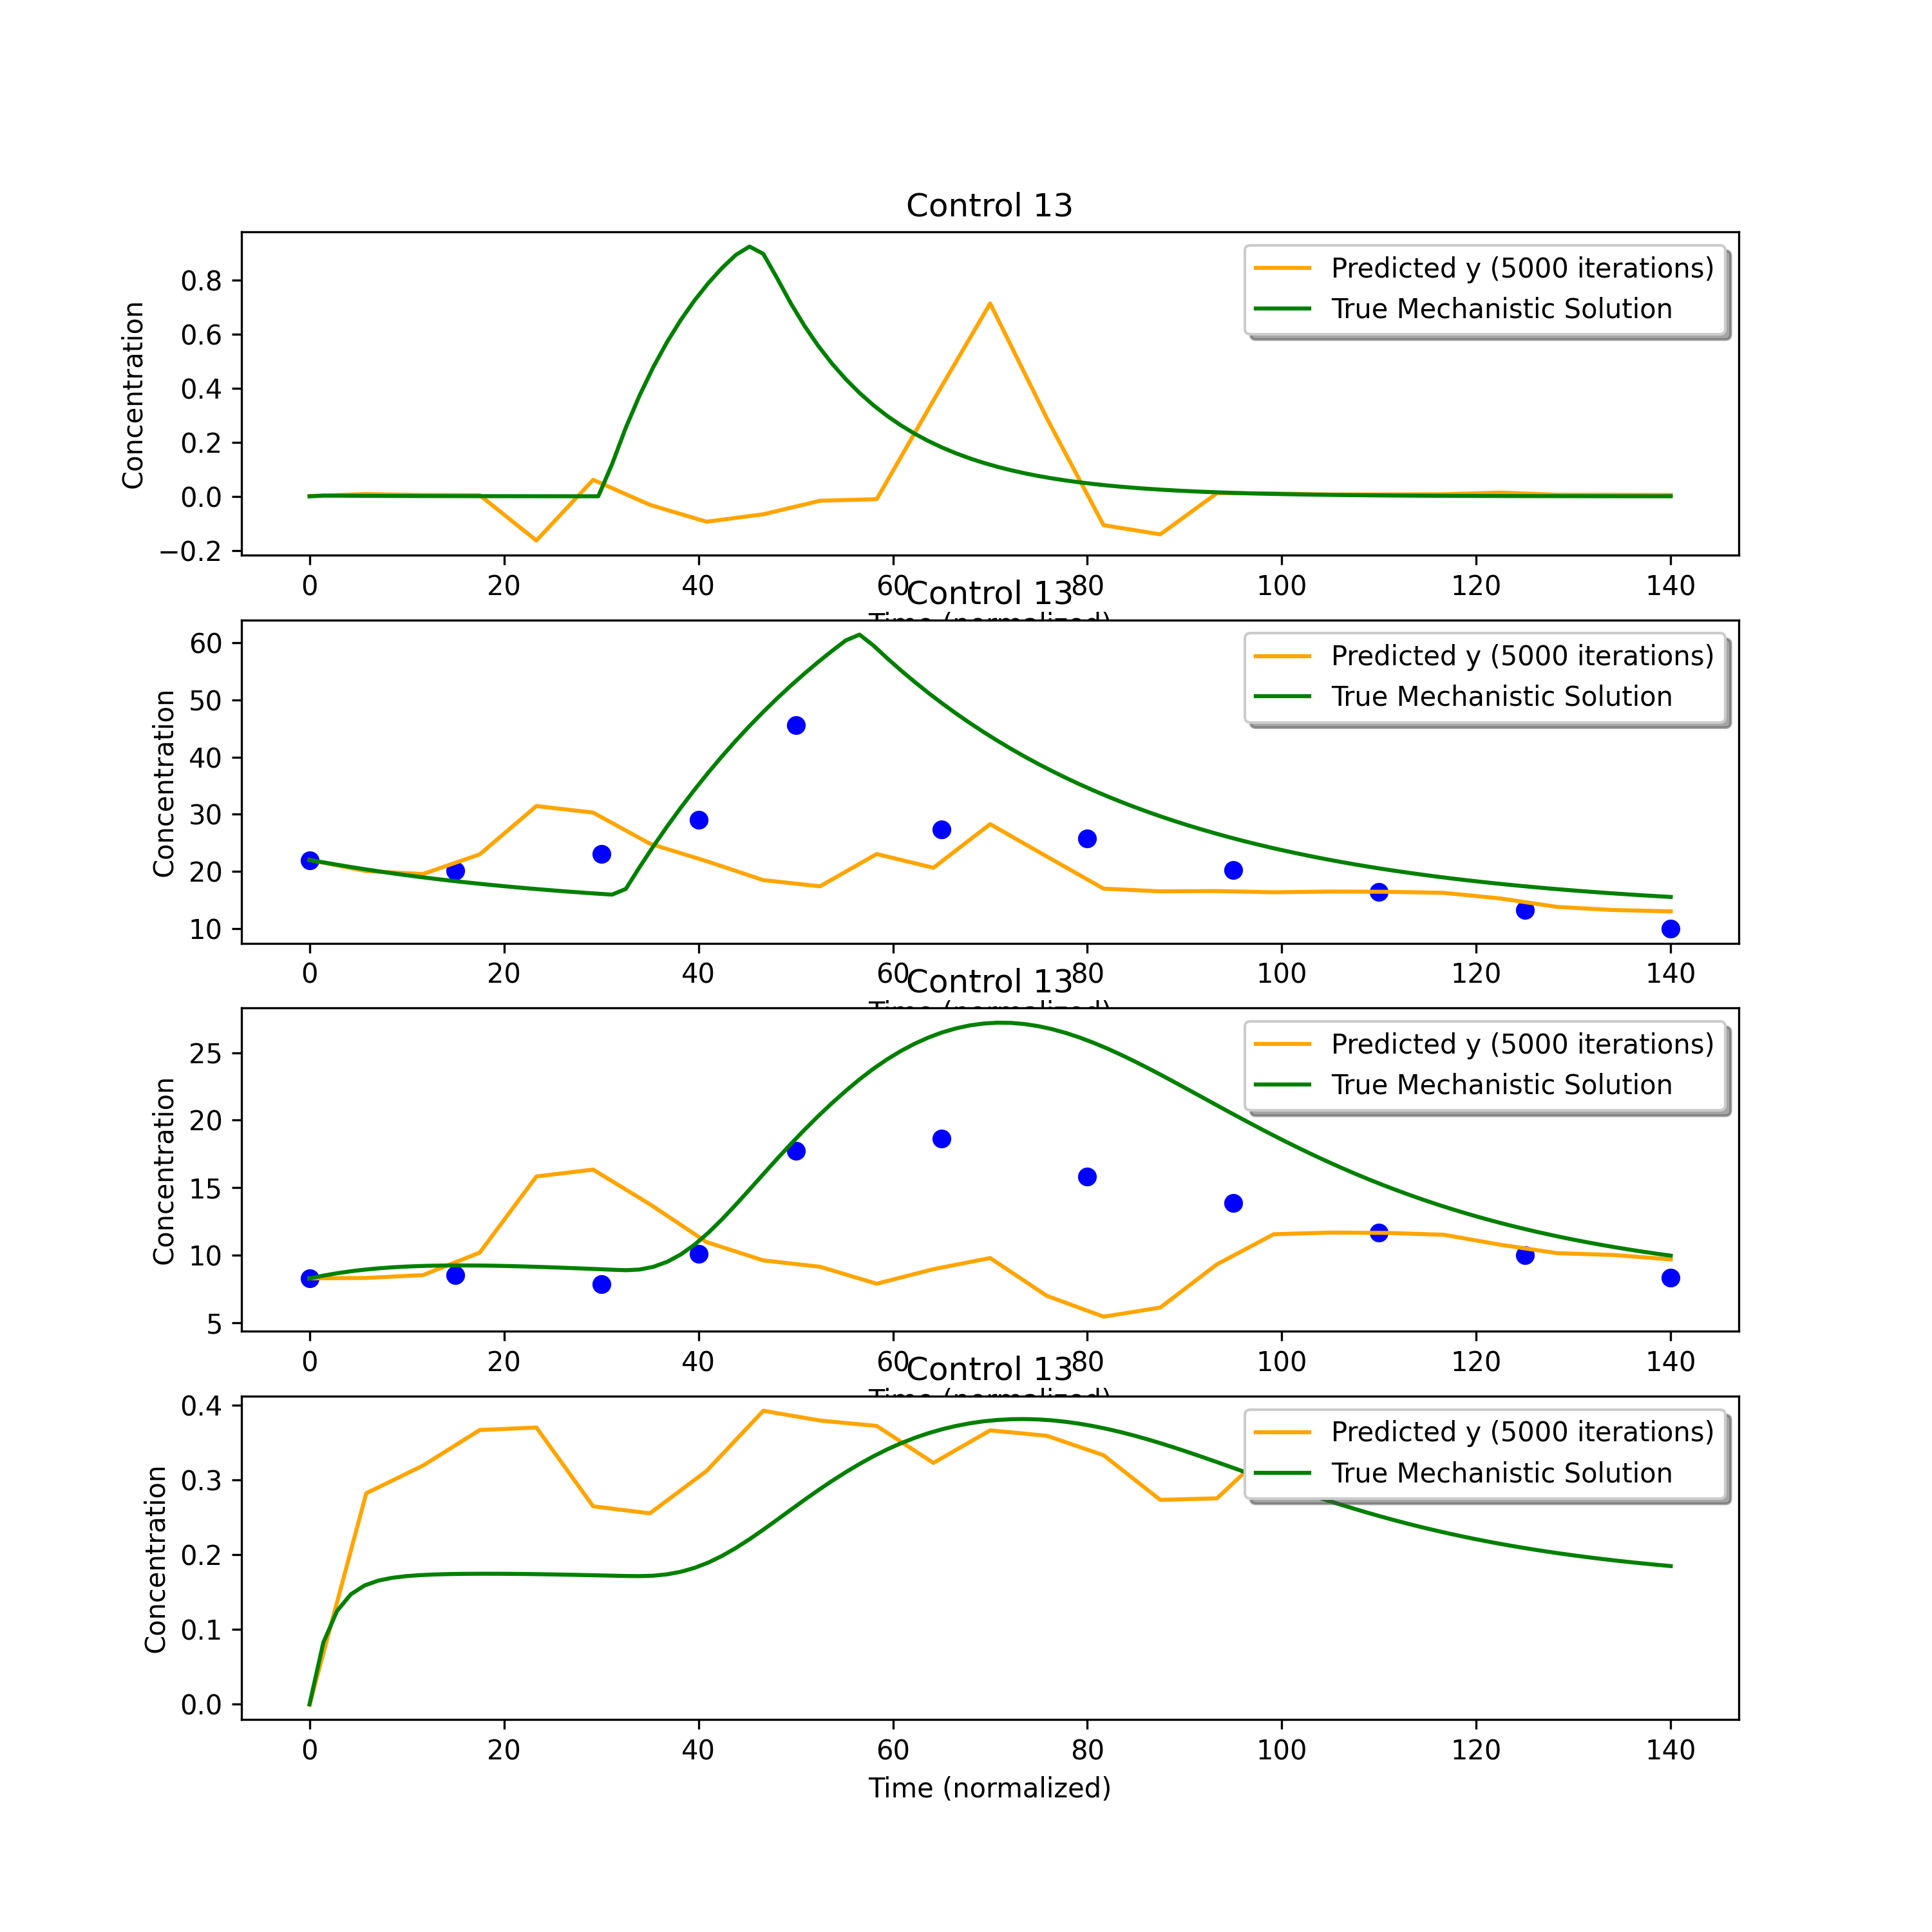 Control 13
Concentration
0.8
0.6
0.4
0.2
0.0
−0.2
Predicted y (5000 iterations)
True Mechanistic Solution
0 20 40 60 80 100 120 140
Control 13
Concentration
60
50
40
30
20
10
Predicted y (5000 iterations)
True Mechanistic Solution
0 20 40 60 80 100 120 140
Control 13
Concentration
25
20
15
10
5
Predicted y (5000 iterations)
True Mechanistic Solution
0 20 40 60 80 100 120 140
Control 13
Concentration
0.4
0.3
0.2
0.1
0.0
Predicted y (5000 iterations)
True Mechanistic Solution
0 20 40 60 80 100 120 140
Time (normalized)